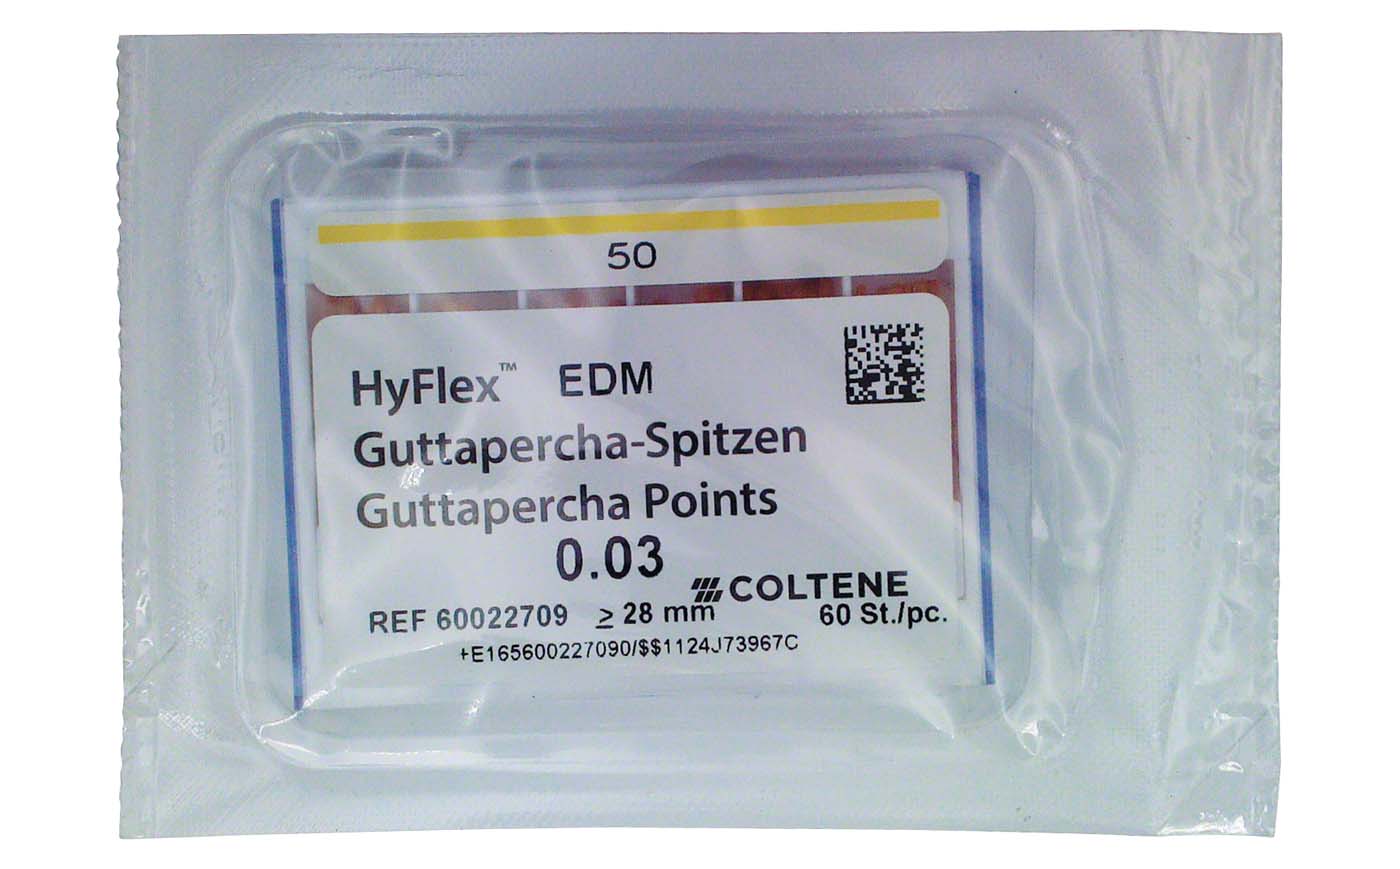 50
HyFlex™ EDM
Guttapercha-Spitzen
Guttapercha Points
0.03
COLTENE
REF 60022709 ≥ 28 mm 60 St./pc.
+E165600227090/$$1124J73967C